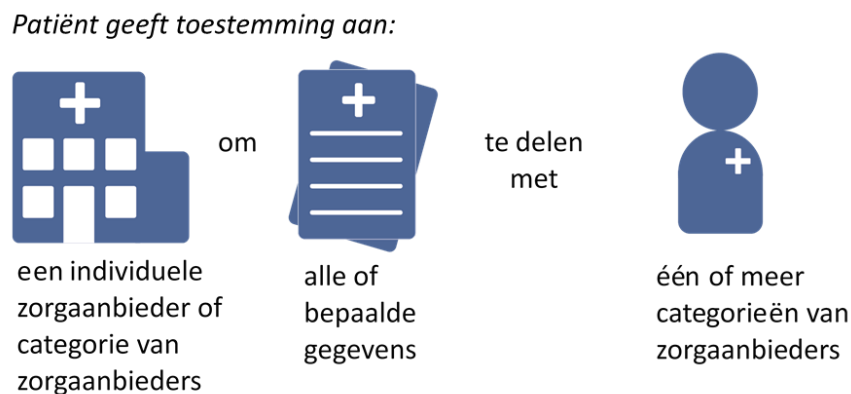 Patiënt geeft toestemming aan:
om
te delen
met
een individuele
zorgaanbieder of
categorie van
zorgaanbieders
alle of
bepaalde
gegevens
één of meer
categorieën van
zorgaanbieders